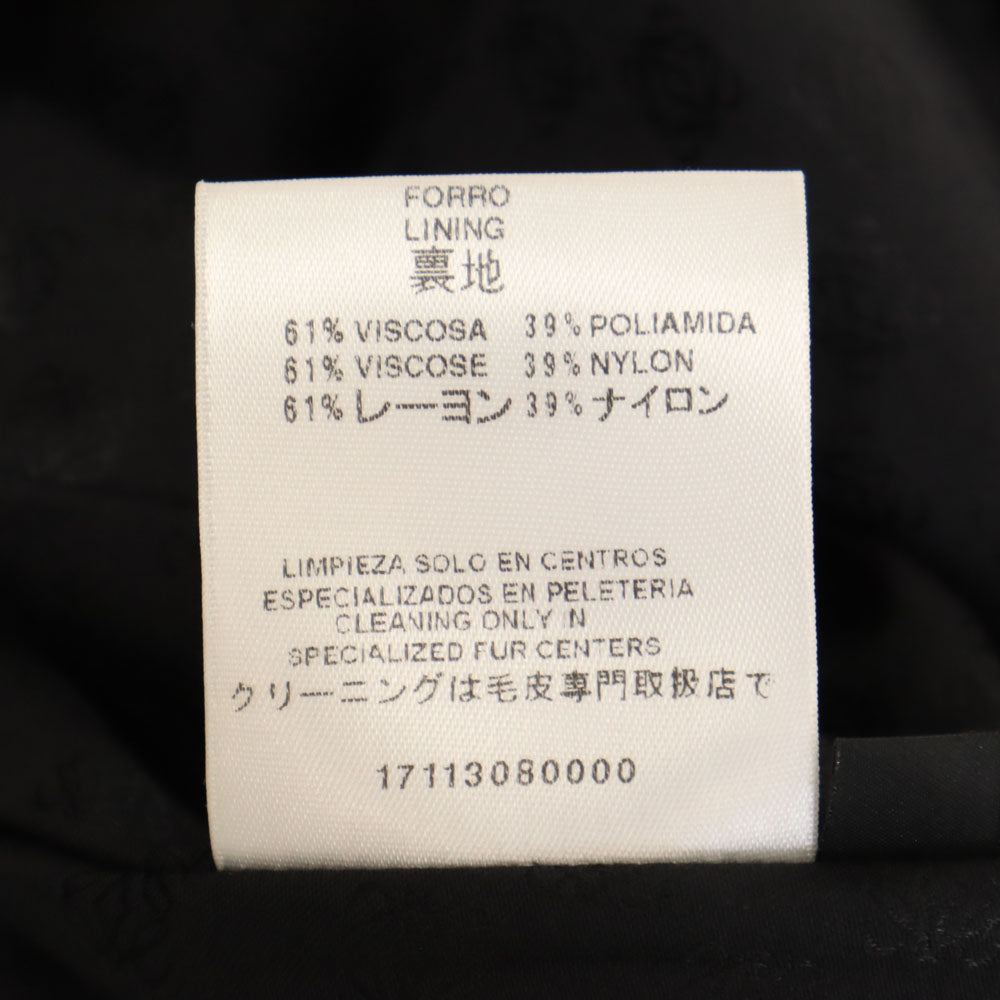 FORRO
LINING
裏地
61% VISCOSA 39% POLIAMIDA
61% VISCOSE 39% NYLON
61% レーヨン 39% ナイロン
LIMPIEZA SOLO EN CENTROS
ESPECIALIZADOS EN PELETERIA
CLEANING ONLY IN
SPECIALIZED FUR CENTERS
クリーニングは毛皮専門取扱店で
17113080000